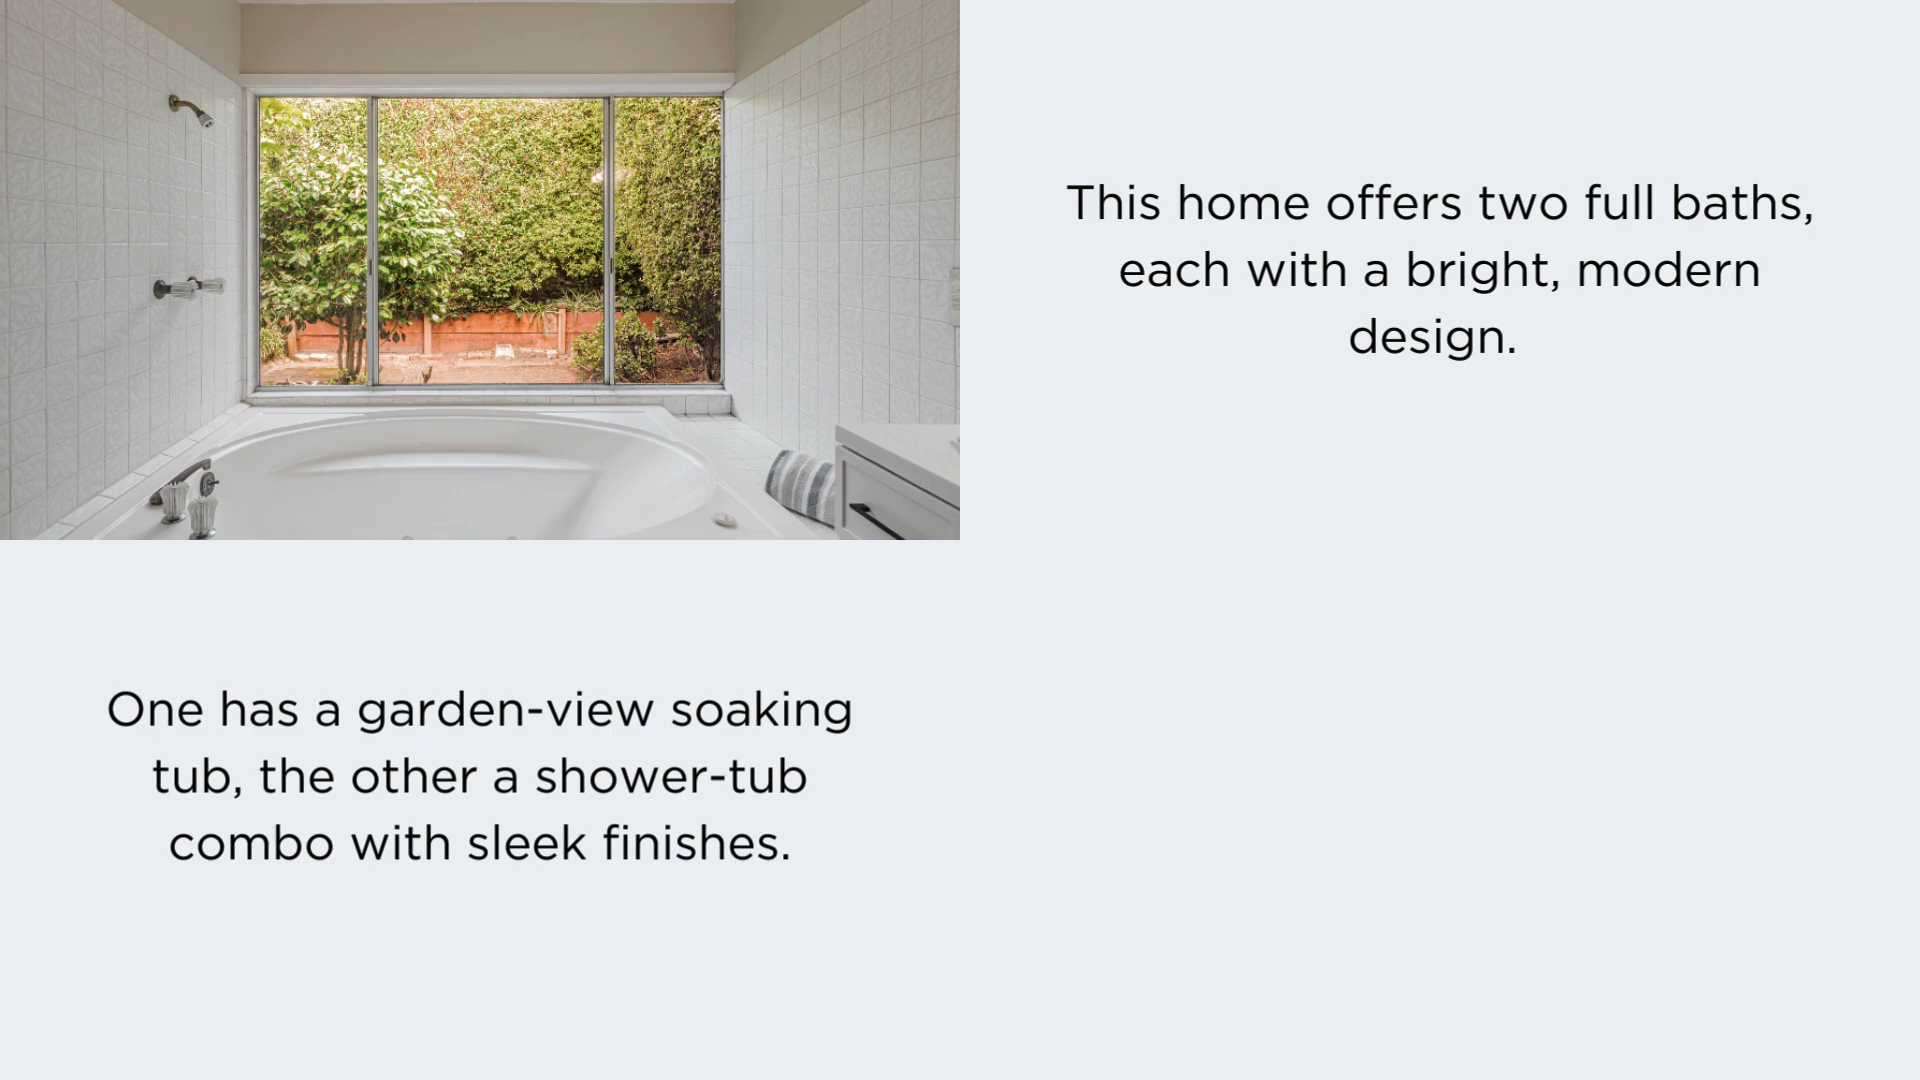 This home offers two full baths,
each with a bright, modern
design.
One has a garden-view soaking
tub, the other a shower-tub
combo with sleek finishes.